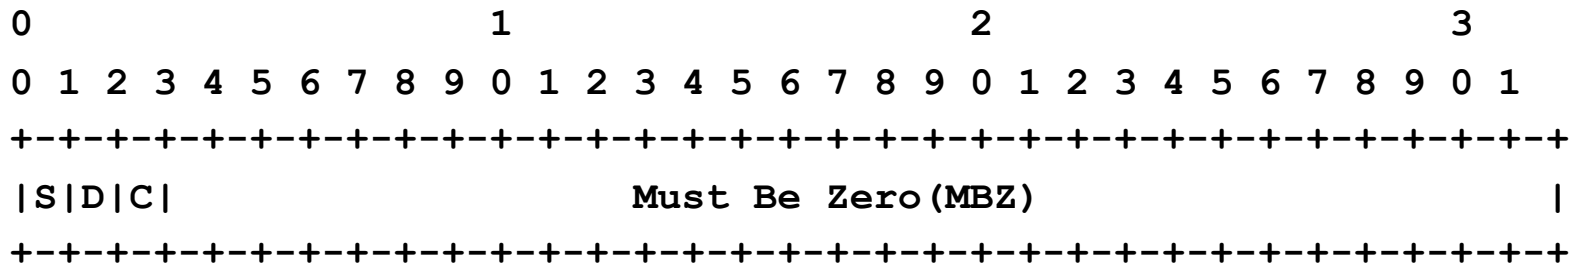 0                   1                   2                   3
0 1 2 3 4 5 6 7 8 9 0 1 2 3 4 5 6 7 8 9 0 1 2 3 4 5 6 7 8 9 0 1
+-+-+-+-+-+-+-+-+-+-+-+-+-+-+-+-+-+-+-+-+-+-+-+-+-+-+-+-+-+-+-+-+
|S|D|C|                   Must Be Zero(MBZ)                     |
+-+-+-+-+-+-+-+-+-+-+-+-+-+-+-+-+-+-+-+-+-+-+-+-+-+-+-+-+-+-+-+-+